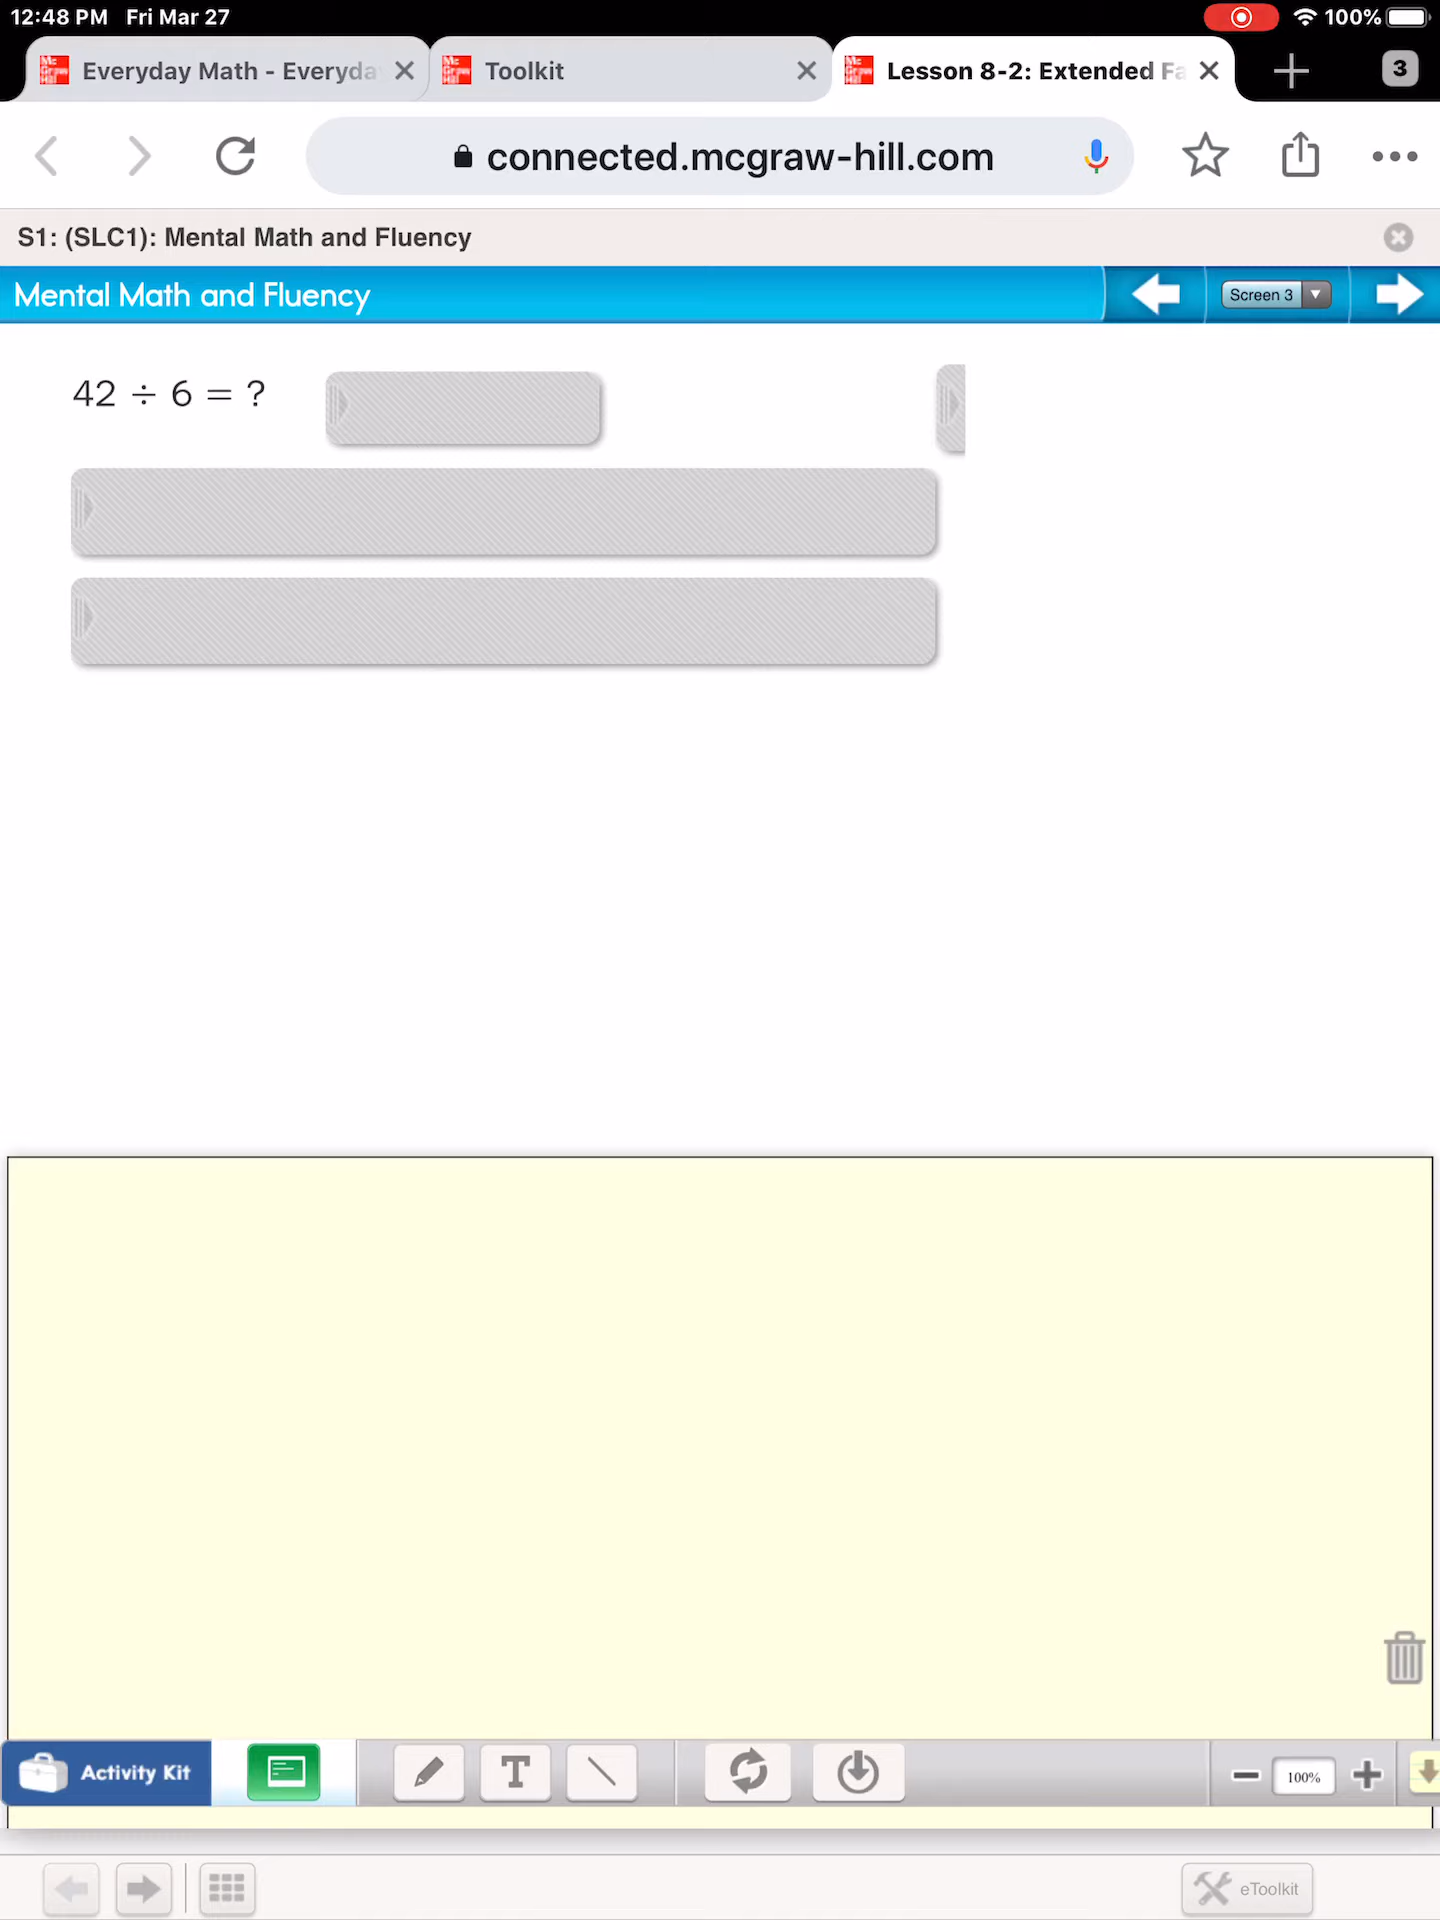 12:48 PM Fri Mar 27 100%
Everyday Math - Everyda Toolkit Lesson 8-2: Extended Fa 3
connected.mcgraw-hill.com
S1: (SLC1): Mental Math and Fluency
Mental Math and Fluency Screen 3
42 ÷ 6 = ?
Activity Kit T 100%
eToolkit